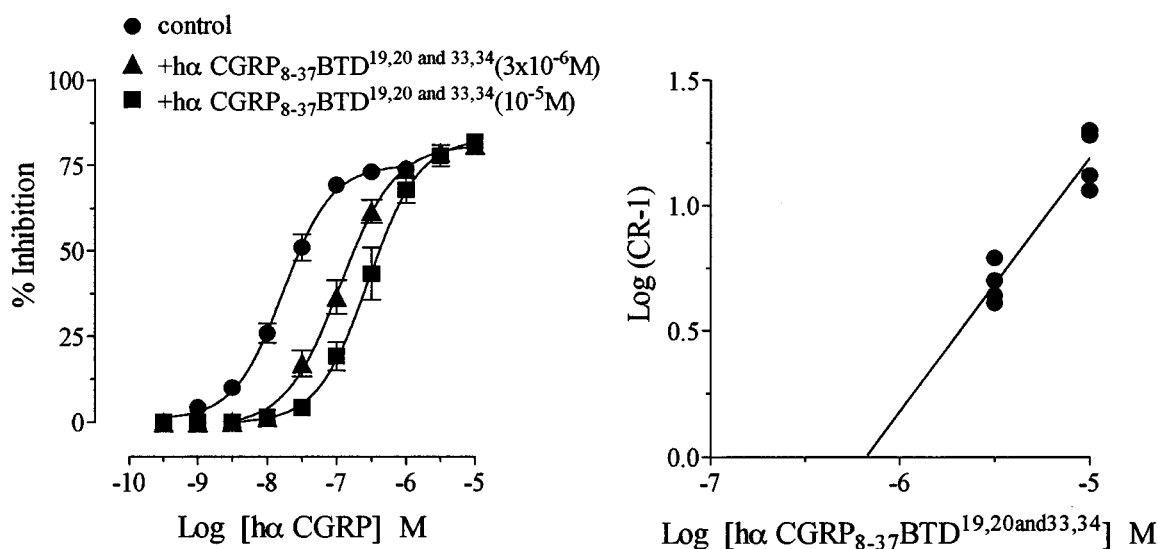 control
+hα CGRP₈₋₃₇BTD¹⁹,²⁰ and ³³,³⁴(3x10⁻⁶M)
+hα CGRP₈₋₃₇BTD¹⁹,²⁰ and ³³,³⁴(10⁻⁵M)
100
75
50
25
0
% Inhibition
-10
-9
-8
-7
-6
-5
Log [hα CGRP] M
1.5
1.0
0.5
0.0
Log (CR-1)
-7
-6
-5
Log [hα CGRP₈₋₃₇BTD¹⁹,²⁰and³³,³⁴] M